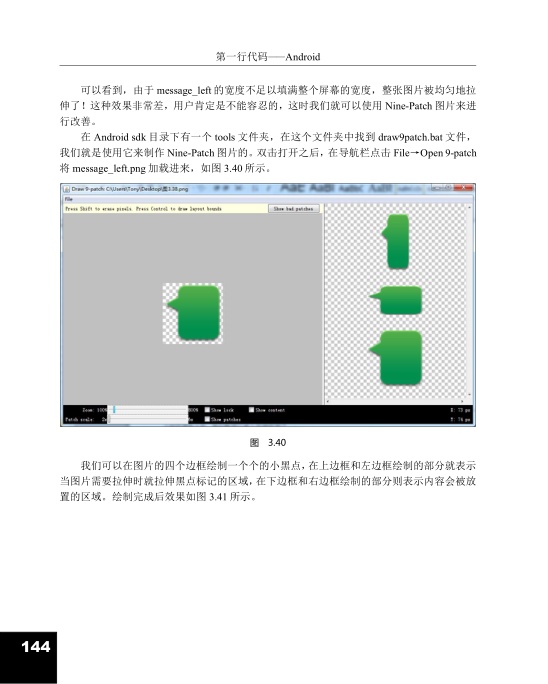 第一行代码——Android
可以看到，由于 message_left 的宽度不足以填满整个屏幕的宽度，整张图片被均匀地拉
伸了！这种效果非常差，用户肯定是不能容忍的，这时我们就可以使用 Nine-Patch 图片来进
行改善。
在 Android sdk 目录下有一个 tools 文件夹，在这个文件夹中找到 draw9patch.bat 文件，
我们就是使用它来制作 Nine-Patch 图片的。双击打开之后，在导航栏点击 File→Open 9-patch
将 message_left.png 加载进来，如图 3.40 所示。
Draw 9-patch: C:\Users\Tony\Desktop\图3.38.png
File
Press Shift to erase pixels. Press Control to draw layout bounds
Show bad patches
Zoom: 100%
800%
Show lock
Show content
X: 72 px
Patch scale: 2x
6x
Show patches
Y: 76 px
图 3.40
我们可以在图片的四个边框绘制一个个的小黑点，在上边框和左边框绘制的部分就表示
当图片需要拉伸时就拉伸黑点标记的区域，在下边框和右边框绘制的部分则表示内容会被放
置的区域。绘制完成后效果如图 3.41 所示。
144